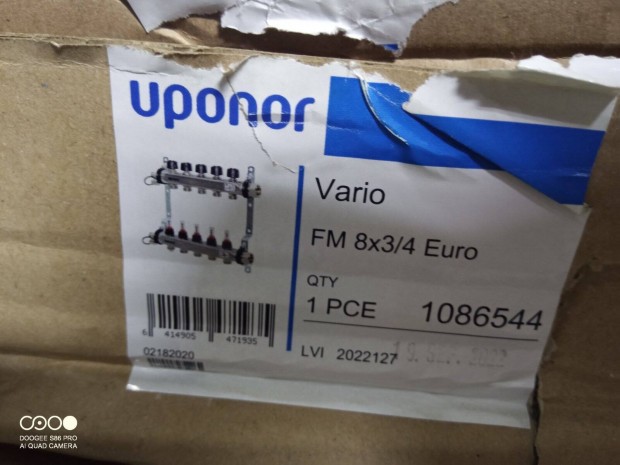 uponor
Vario
FM 8x3/4 Euro
QTY
1 PCE 1086544
6 414905 471935
02182020
LVI 2022127
DOOGEE S86 PRO
AI QUAD CAMERA